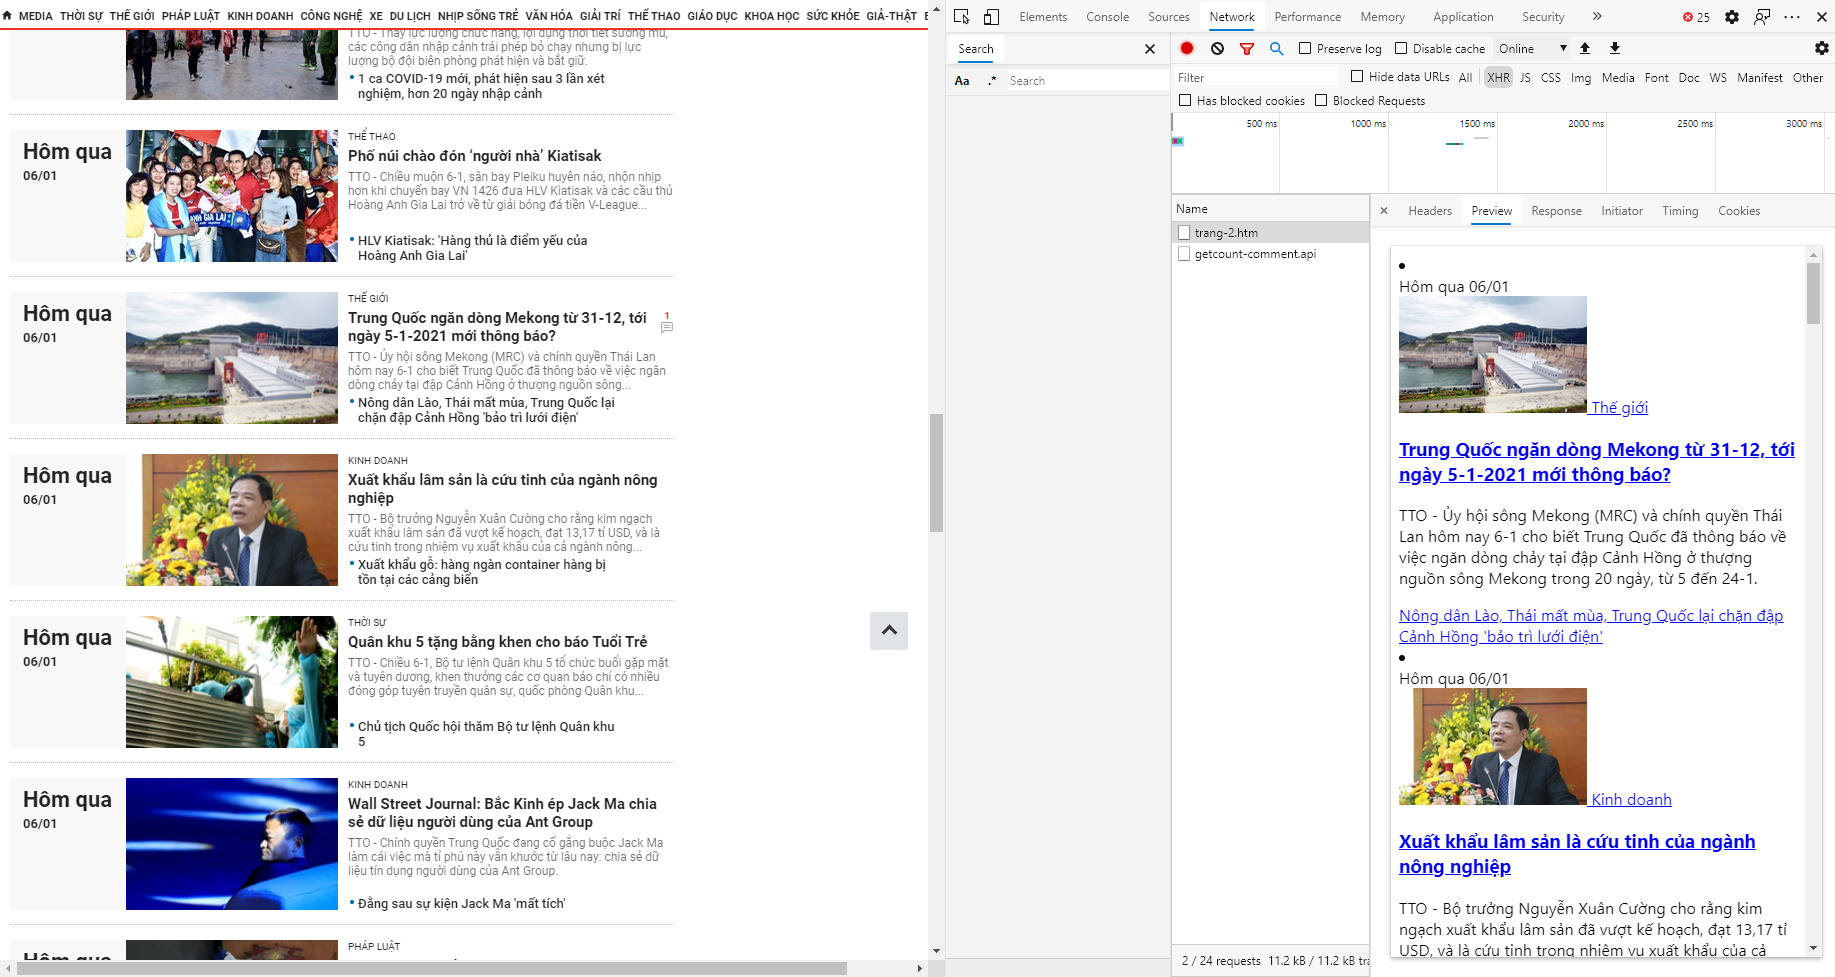 MEDIA THỜI SỰ THẾ GIỚI PHÁP LUẬT KINH DOANH CÔNG NGHỆ XE DU LỊCH NHỊP SỐNG TRẺ VĂN HÓA GIẢI TRÍ THỂ THAO GIÁO DỤC KHOA HỌC SỨC KHỎE GIẢ-THẬT
TTO - Thấy lực lượng chức năng, lợi dụng thời tiết sương mù,
các công dân nhập cảnh trái phép bỏ chạy nhưng bị lực
lượng bộ đội biên phòng phát hiện và bắt giữ.
1 ca COVID-19 mới, phát hiện sau 3 lần xét
nghiệm, hơn 20 ngày nhập cảnh
Hôm qua
06/01
THỂ THAO
Phố núi chào đón ‘người nhà’ Kiatisak
TTO - Chiều muộn 6-1, sân bay Pleiku huyên náo, nhộn nhịp
hơn khi chuyến bay VN 1426 đưa HLV Kiatisak và các cầu thủ
Hoàng Anh Gia Lai trở về từ giải bóng đá tiền V-League...
HLV Kiatisak: 'Hàng thủ là điểm yếu của
Hoàng Anh Gia Lai'
ANH GIA LAI
Hôm qua
06/01
THẾ GIỚI
Trung Quốc ngăn dòng Mekong từ 31-12, tới
ngày 5-1-2021 mới thông báo?
1
TTO - Ủy hội sông Mekong (MRC) và chính quyền Thái Lan
hôm nay 6-1 cho biết Trung Quốc đã thông báo về việc ngăn
dòng chảy tại đập Cảnh Hồng ở thượng nguồn sông...
Nông dân Lào, Thái mất mùa, Trung Quốc lại
chặn đập Cảnh Hồng 'bảo trì lưới điện'
Hôm qua
06/01
KINH DOANH
Xuất khẩu lâm sản là cứu tinh của ngành nông
nghiệp
TTO - Bộ trưởng Nguyễn Xuân Cường cho rằng kim ngạch
xuất khẩu lâm sản đã vượt kế hoạch, đạt 13,17 tỉ USD, và là
cứu tinh trong nhiệm vụ xuất khẩu của cả ngành nông...
Xuất khẩu gỗ: hàng ngàn container hàng bị
tồn tại các cảng biển
Hôm qua
06/01
THỜI SỰ
Quân khu 5 tặng bằng khen cho báo Tuổi Trẻ
TTO - Chiều 6-1, Bộ tư lệnh Quân khu 5 tổ chức buổi gặp mặt
và tuyên dương, khen thưởng các cơ quan báo chí có nhiều
đóng góp tuyên truyền quân sự, quốc phòng Quân khu...
Chủ tịch Quốc hội thăm Bộ tư lệnh Quân khu
5
Hôm qua
06/01
KINH DOANH
Wall Street Journal: Bắc Kinh ép Jack Ma chia
sẻ dữ liệu người dùng của Ant Group
TTO - Chính quyền Trung Quốc đang cố gắng buộc Jack Ma
làm cái việc mà tỉ phú này vẫn khước từ lâu nay: chia sẻ dữ
liệu tín dụng người dùng của Ant Group.
Đằng sau sự kiện Jack Ma 'mất tích'
Hôm qua
PHÁP LUẬT
Elements Console Sources Network Performance Memory Application Security 25
Search
Aa .* Search
Preserve log Disable cache Online
Filter Hide data URLs All XHR JS CSS Img Media Font Doc WS Manifest Other
Has blocked cookies Blocked Requests
500 ms 1000 ms 1500 ms 2000 ms 2500 ms 3000 ms
Name
trang-2.htm
getcount-comment.api
2 / 24 requests 11.2 kB / 11.2 kB tra
Headers Preview Response Initiator Timing Cookies
Hôm qua 06/01
Thế giới
Trung Quốc ngăn dòng Mekong từ 31-12, tới
ngày 5-1-2021 mới thông báo?
TTO - Ủy hội sông Mekong (MRC) và chính quyền Thái
Lan hôm nay 6-1 cho biết Trung Quốc đã thông báo về
việc ngăn dòng chảy tại đập Cảnh Hồng ở thượng
nguồn sông Mekong trong 20 ngày, từ 5 đến 24-1.
Nông dân Lào, Thái mất mùa, Trung Quốc lại chặn đập
Cảnh Hồng 'bảo trì lưới điện'
Hôm qua 06/01
Kinh doanh
Xuất khẩu lâm sản là cứu tinh của ngành
nông nghiệp
TTO - Bộ trưởng Nguyễn Xuân Cường cho rằng kim
ngạch xuất khẩu lâm sản đã vượt kế hoạch, đạt 13,17 tỉ
USD, và là cứu tinh trong nhiệm vụ xuất khẩu của cả